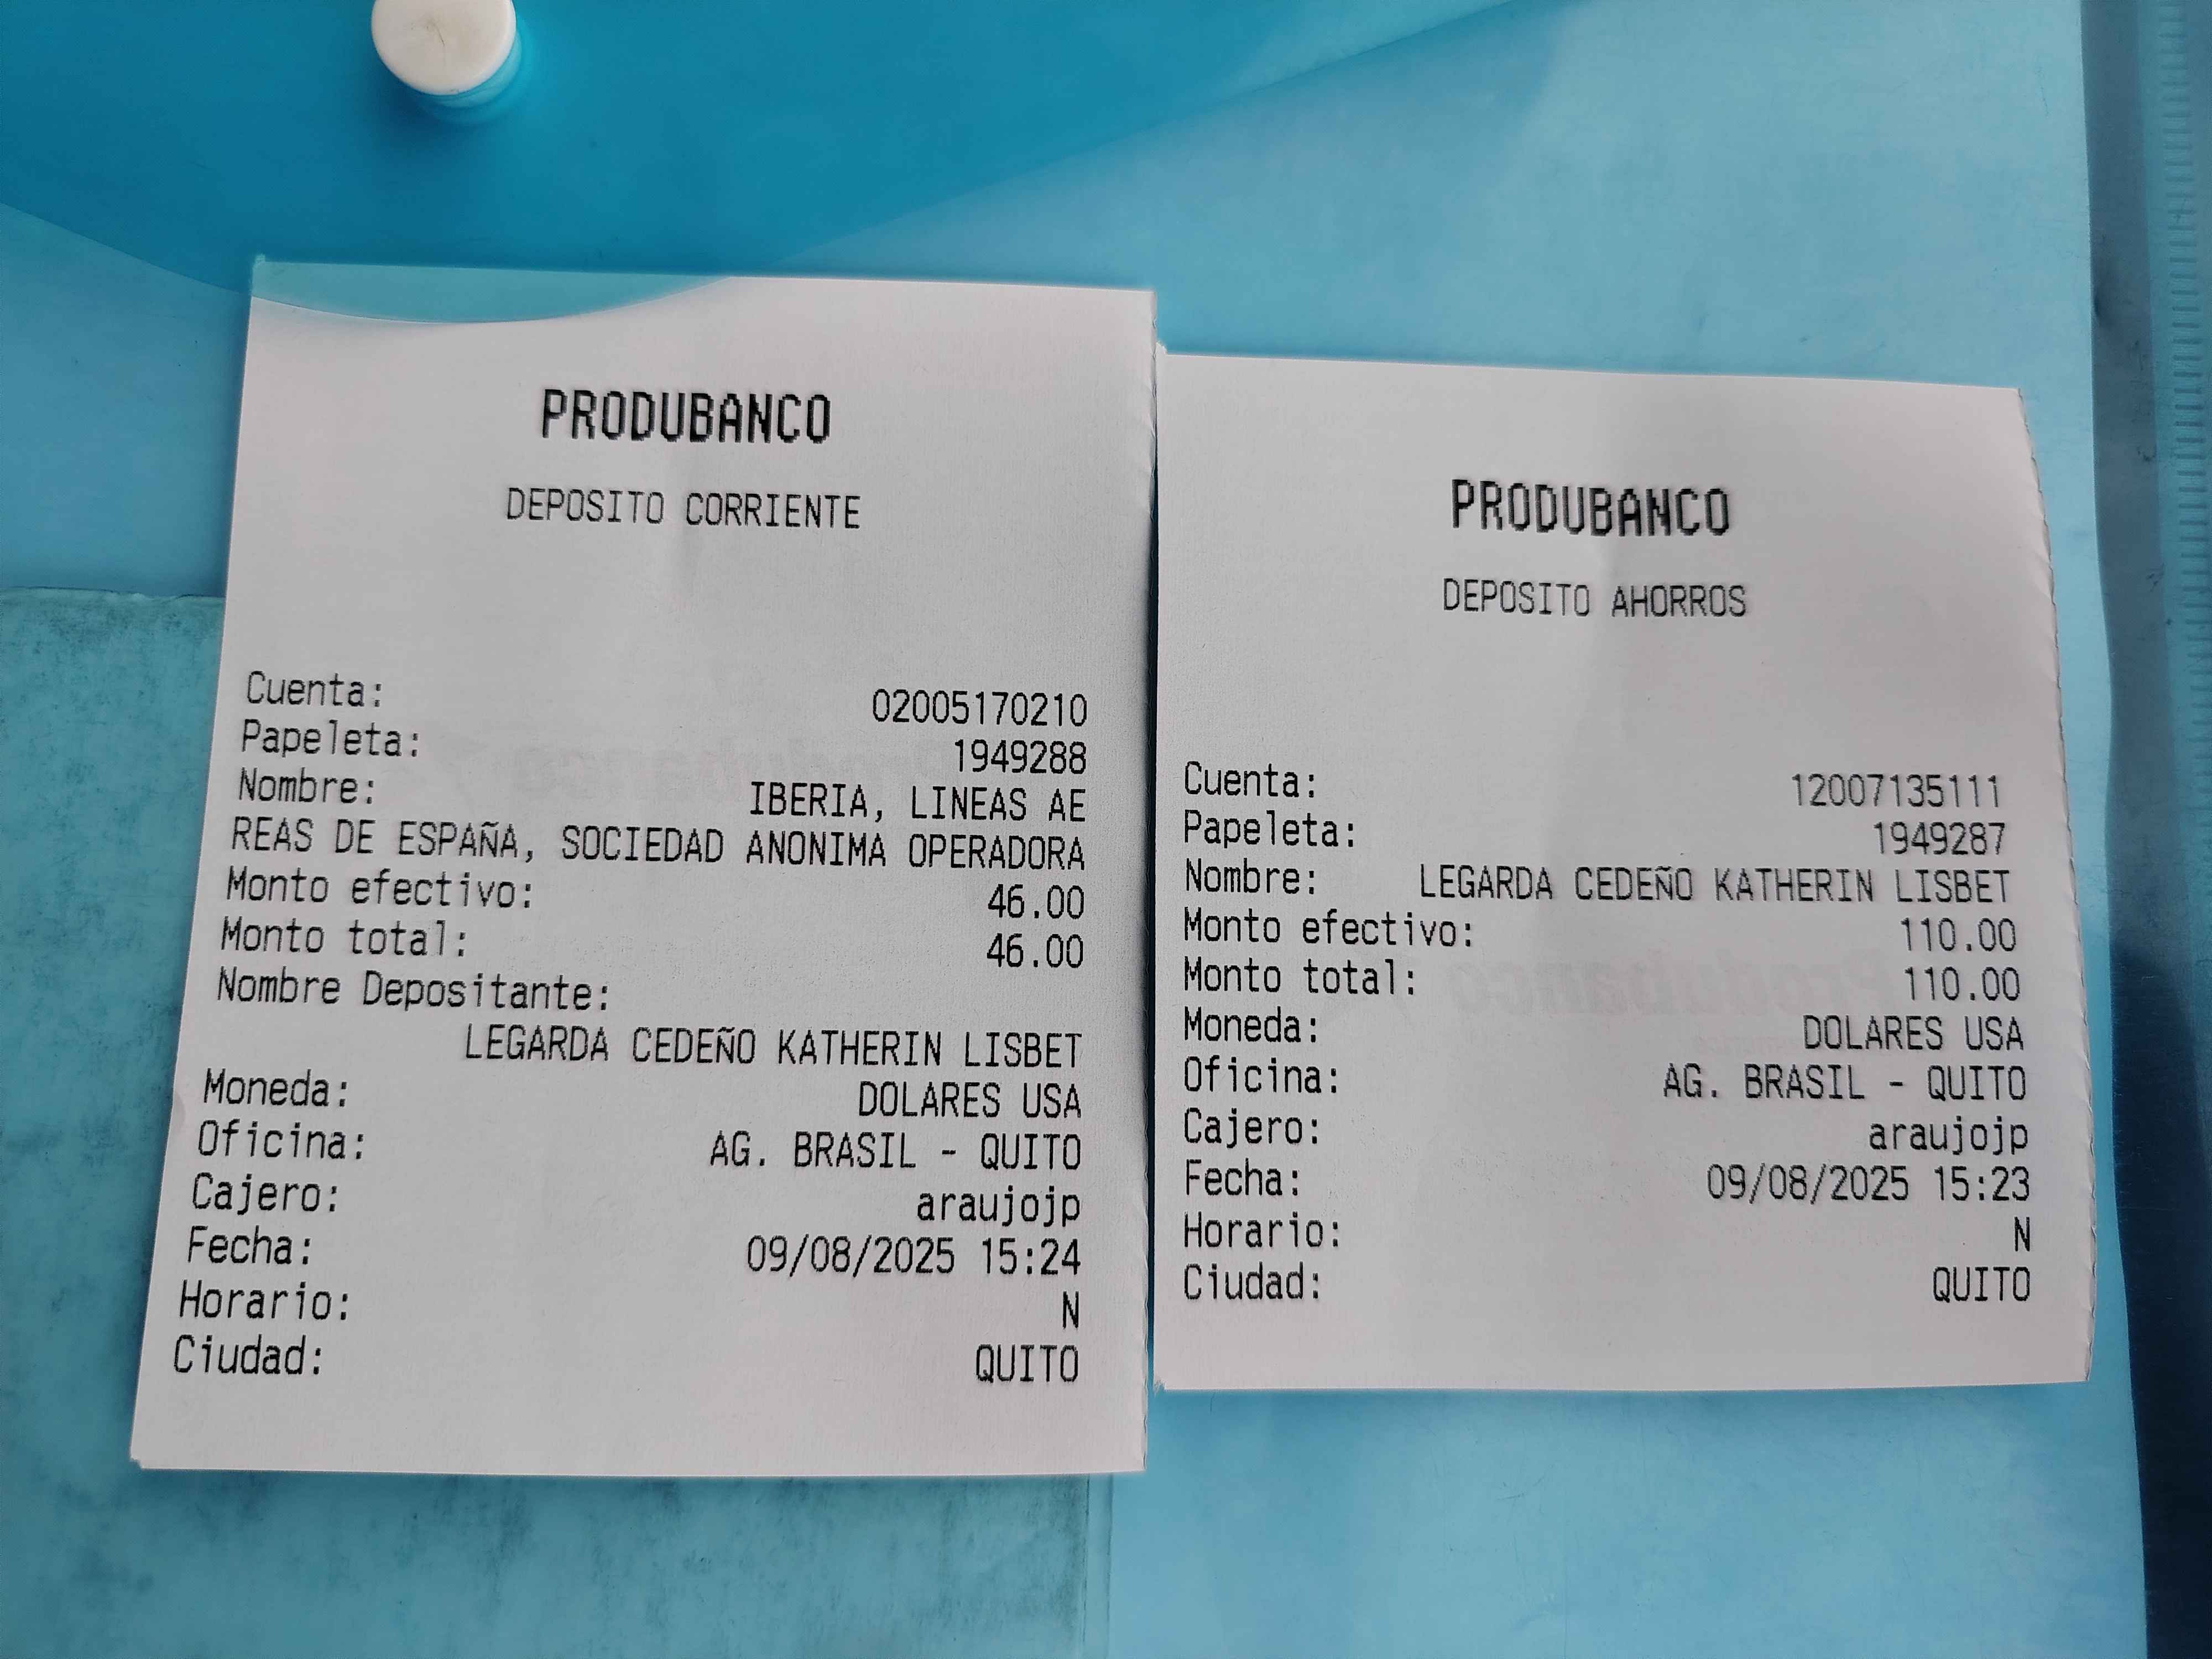 PRODUBANCO
DEPOSITO CORRIENTE
Cuenta: 02005170210
Papeleta: 1949288
Nombre: IBERIA, LINEAS AE
REAS DE ESPAÑA, SOCIEDAD ANONIMA OPERADORA
Monto efectivo: 46.00
Monto total: 46.00
Nombre Depositante:
LEGARDA CEDEÑO KATHERIN LISBET
Moneda: DOLARES USA
Oficina: AG. BRASIL - QUITO
Cajero: araujojp
Fecha: 09/08/2025 15:24
Horario: N
Ciudad: QUITO
PRODUBANCO
DEPOSITO AHORROS
Cuenta: 12007135111
Papeleta: 1949287
Nombre: LEGARDA CEDEÑO KATHERIN LISBET
Monto efectivo: 110.00
Monto total: 110.00
Moneda: DOLARES USA
Oficina: AG. BRASIL - QUITO
Cajero: araujojp
Fecha: 09/08/2025 15:23
Horario: N
Ciudad: QUITO